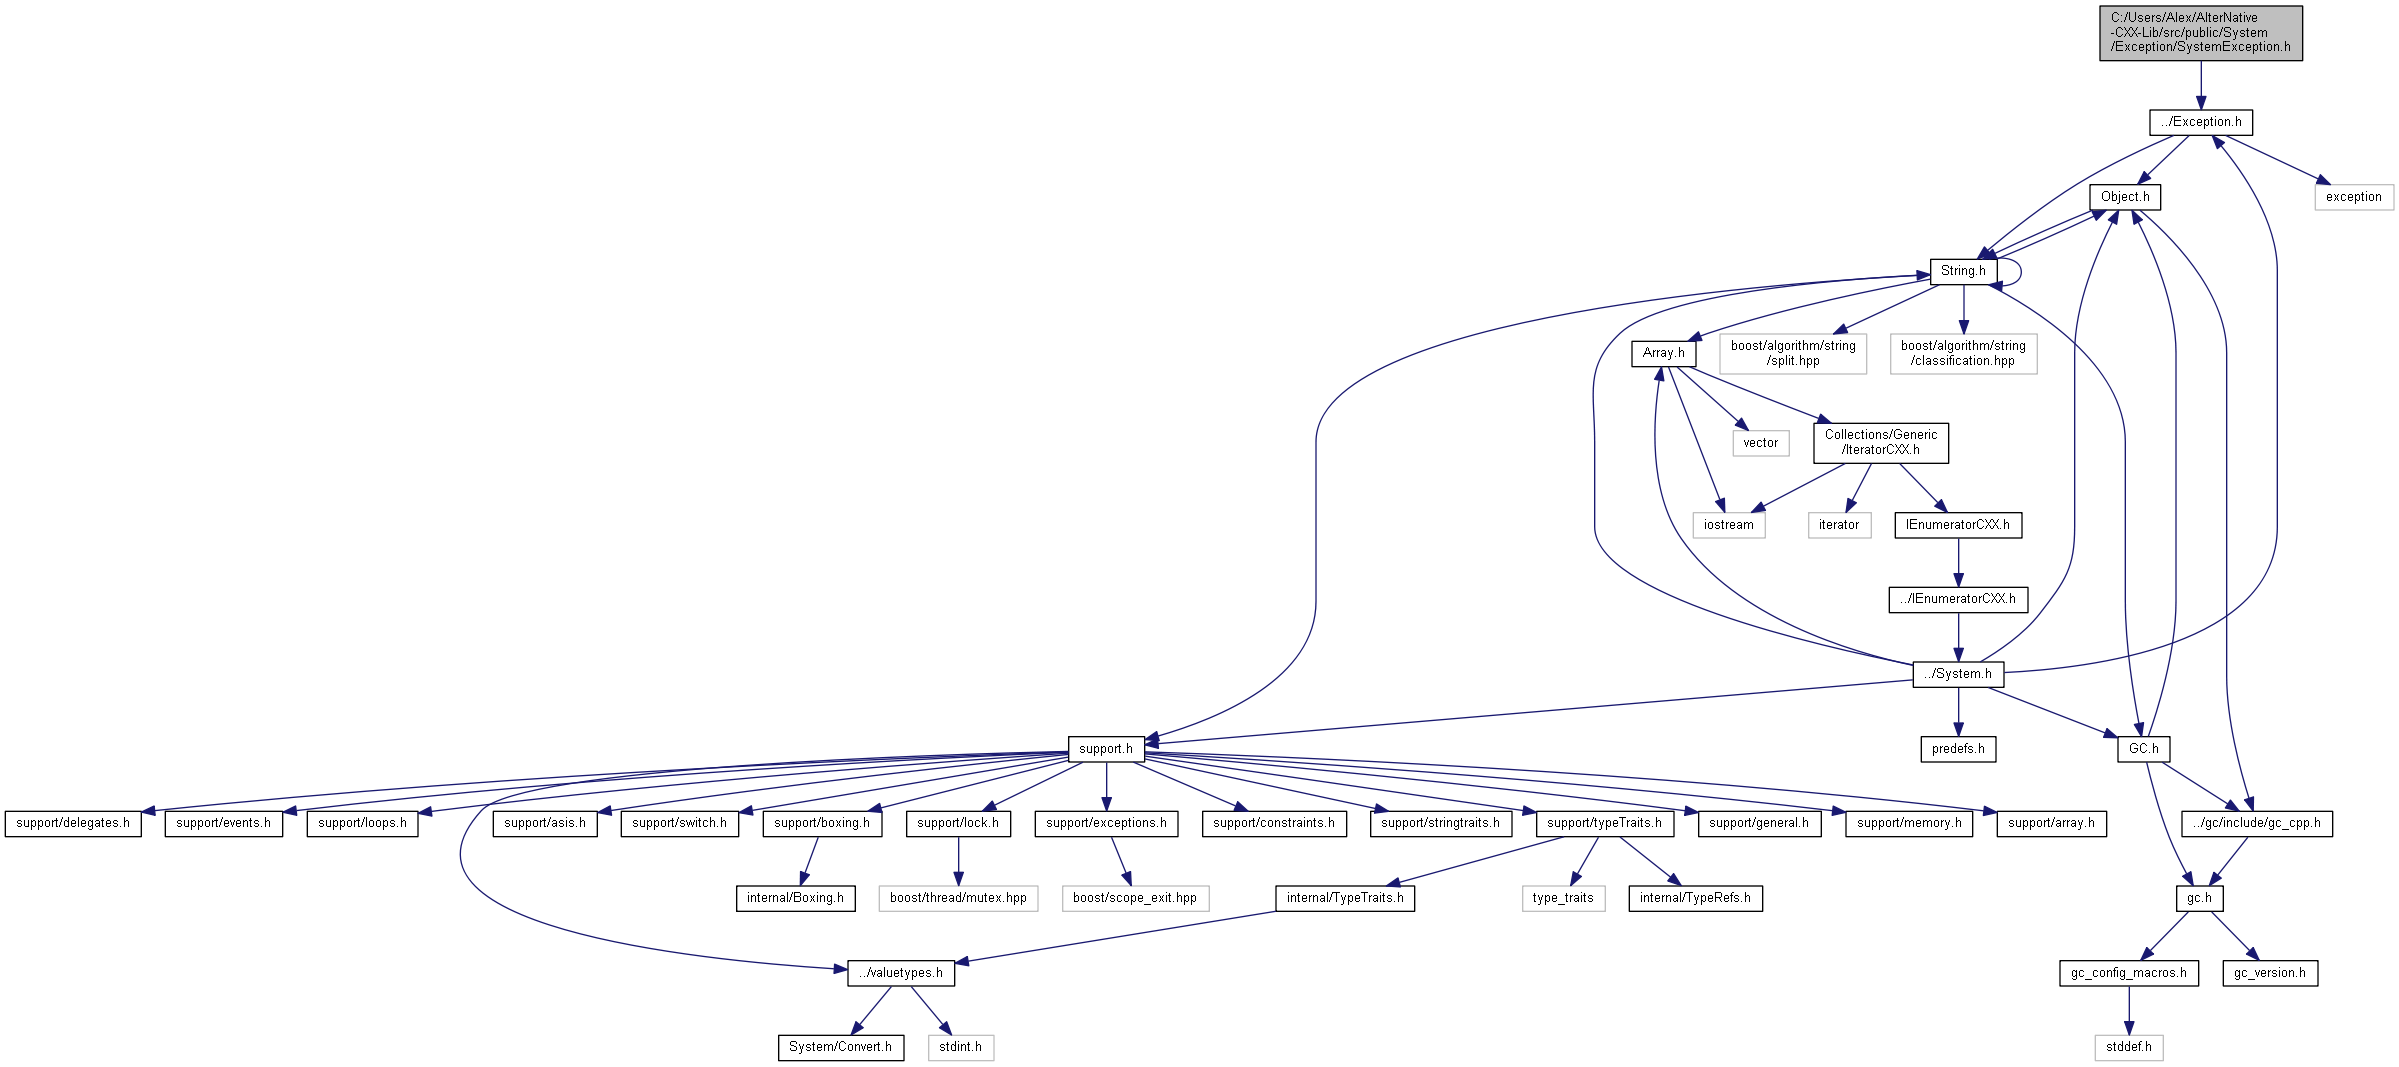 C:/Users/Alex/AlterNative
-CXX-Lib/src/public/System
/Exception/SystemException.h
../Exception.h
Object.h
exception
String.h
Array.h
boost/algorithm/string
/split.hpp
boost/algorithm/string
/classification.hpp
vector
Collections/Generic
/IteratorCXX.h
iostream
iterator
IEnumeratorCXX.h
../IEnumeratorCXX.h
../System.h
support.h
predefs.h
GC.h
support/delegates.h
support/events.h
support/loops.h
support/asis.h
support/switch.h
support/boxing.h
support/lock.h
support/exceptions.h
support/constraints.h
support/stringtraits.h
support/typeTraits.h
support/general.h
support/memory.h
support/array.h
../gc/include/gc_cpp.h
internal/Boxing.h
boost/thread/mutex.hpp
boost/scope_exit.hpp
internal/TypeTraits.h
type_traits
internal/TypeRefs.h
gc.h
../valuetypes.h
gc_config_macros.h
gc_version.h
System/Convert.h
stdint.h
stddef.h